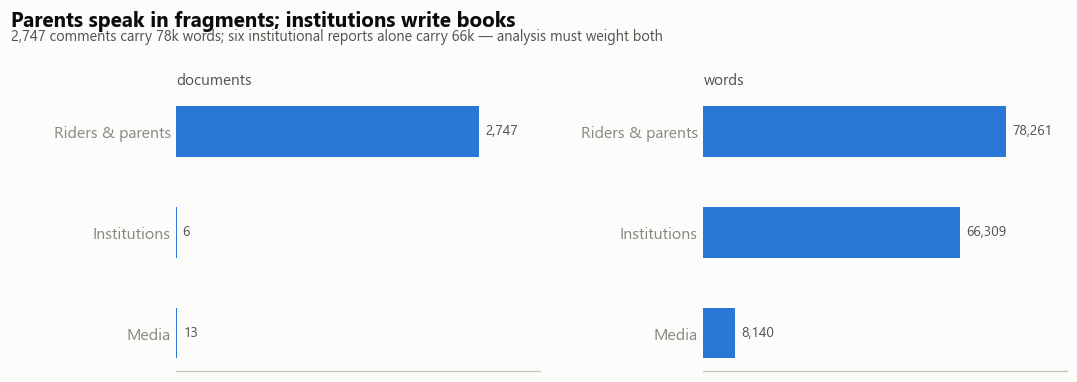 Parents speak in fragments; institutions write books
2,747 comments carry 78k words; six institutional reports alone carry 66k — analysis must weight both
documents
Riders & parents 2,747
Institutions 6
Media 13
words
Riders & parents 78,261
Institutions 66,309
Media 8,140